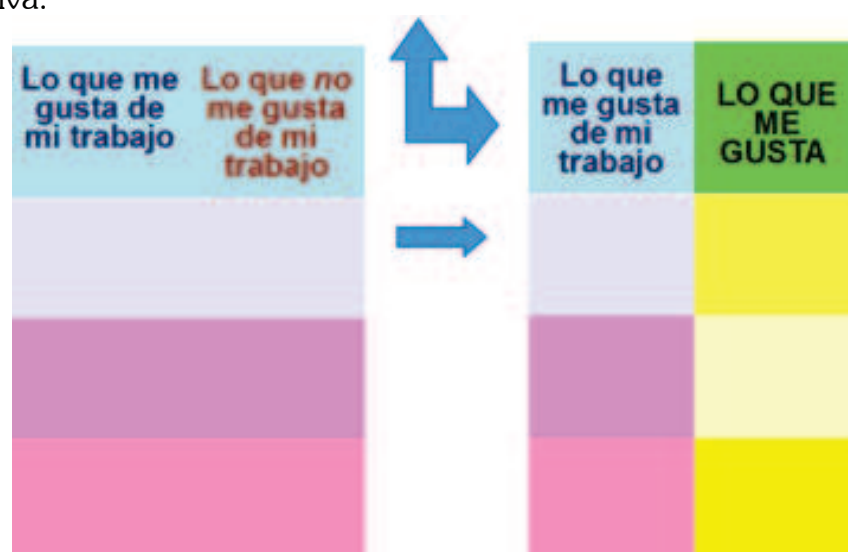 Lo que me
gusta de
mi trabajo
Lo que no
me gusta
de mi
trabajo
Lo que
me gusta
de mi
trabajo
LO QUE
ME
GUSTA